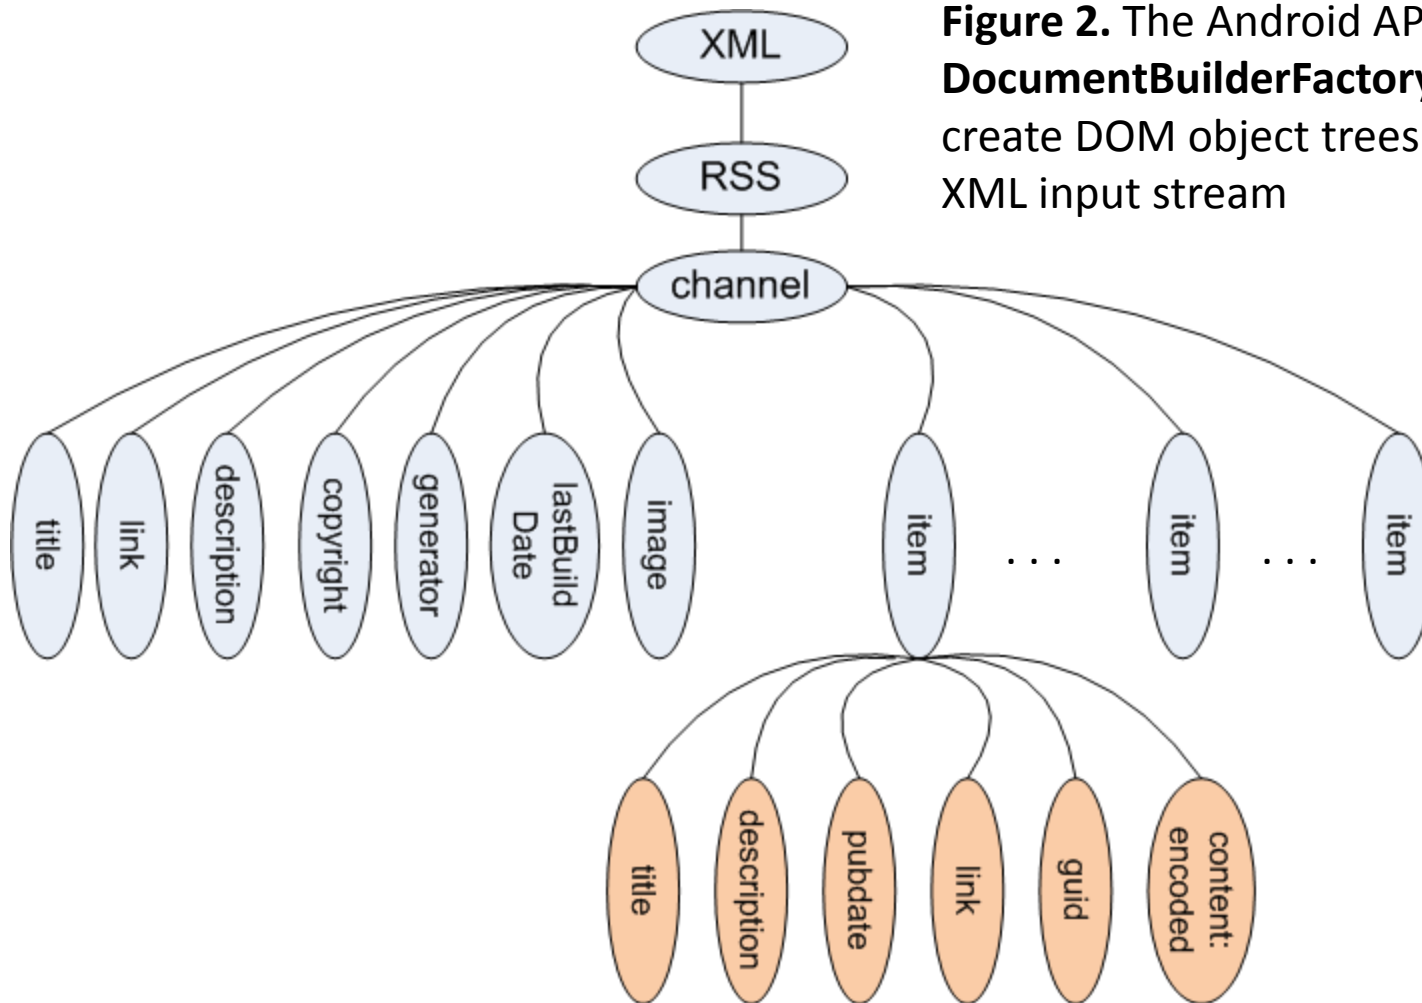 XML
Figure 2. The Android AP
DocumentBuilderFactory
create DOM object trees
XML input stream
RSS
channel
title
link
description
copyright
generator
lastBuild
Date
image
item
. . .
item
. . .
item
title
description
pubdate
link
guid
content:
encoded